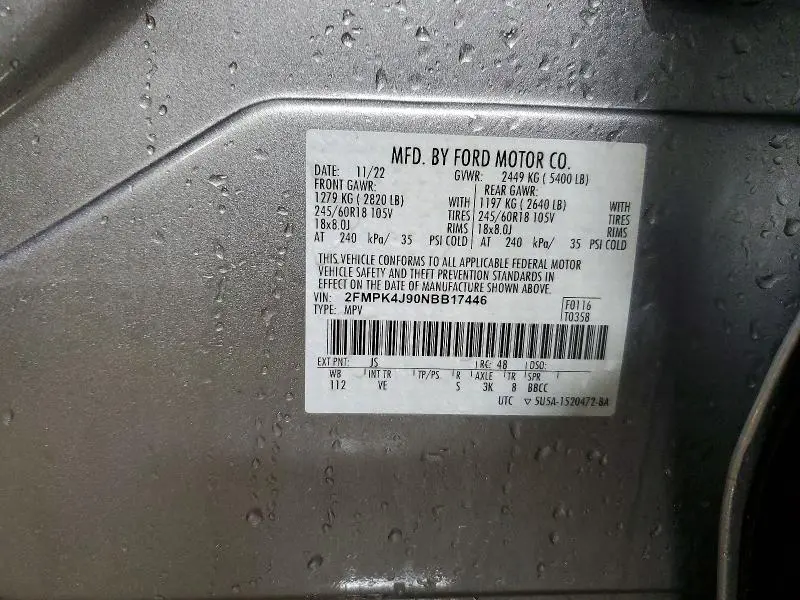 MFD. BY FORD MOTOR CO.
DATE: 11/22 GVWR: 2449 KG ( 5400 LB)
FRONT GAWR: REAR GAWR:
1279 KG ( 2820 LB) WITH 1197 KG ( 2640 LB) WITH
245/60R18 105V TIRES 245/60R18 105V TIRES
18x8.0J RIMS 18x8.0J RIMS
AT 240 kPa/ 35 PSI COLD AT 240 kPa/ 35 PSI COLD
THIS VEHICLE CONFORMS TO ALL APPLICABLE FEDERAL MOTOR
VEHICLE SAFETY AND THEFT PREVENTION STANDARDS IN
EFFECT ON THE DATE OF MANUFACTURE SHOWN ABOVE.
VIN: 2FMPK4J90NBB17446 F0116
TYPE: MPV T0358
EXT PNT: JS RC: 48 DSO:
WB INT TR TP/PS R AXLE TR SPR
112 VE S 3K 8 BBCC
UTC ▽ 5U5A-1520472-BA